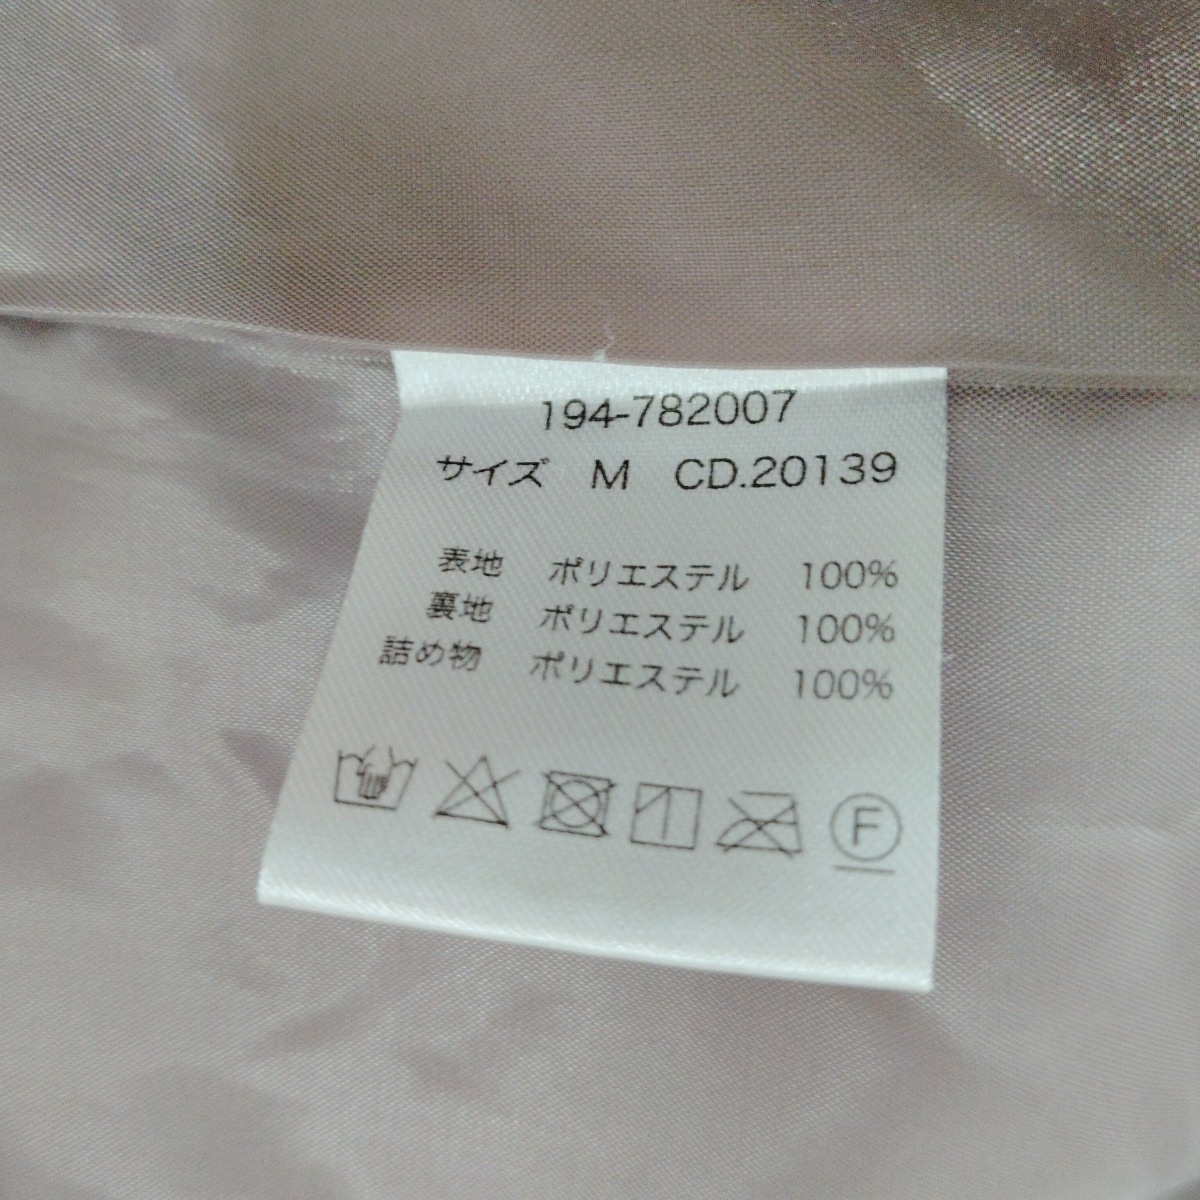 194-782007
サイズ M CD.20139
表地 ポリエステル 100%
裏地 ポリエステル 100%
詰め物 ポリエステル 100%
F